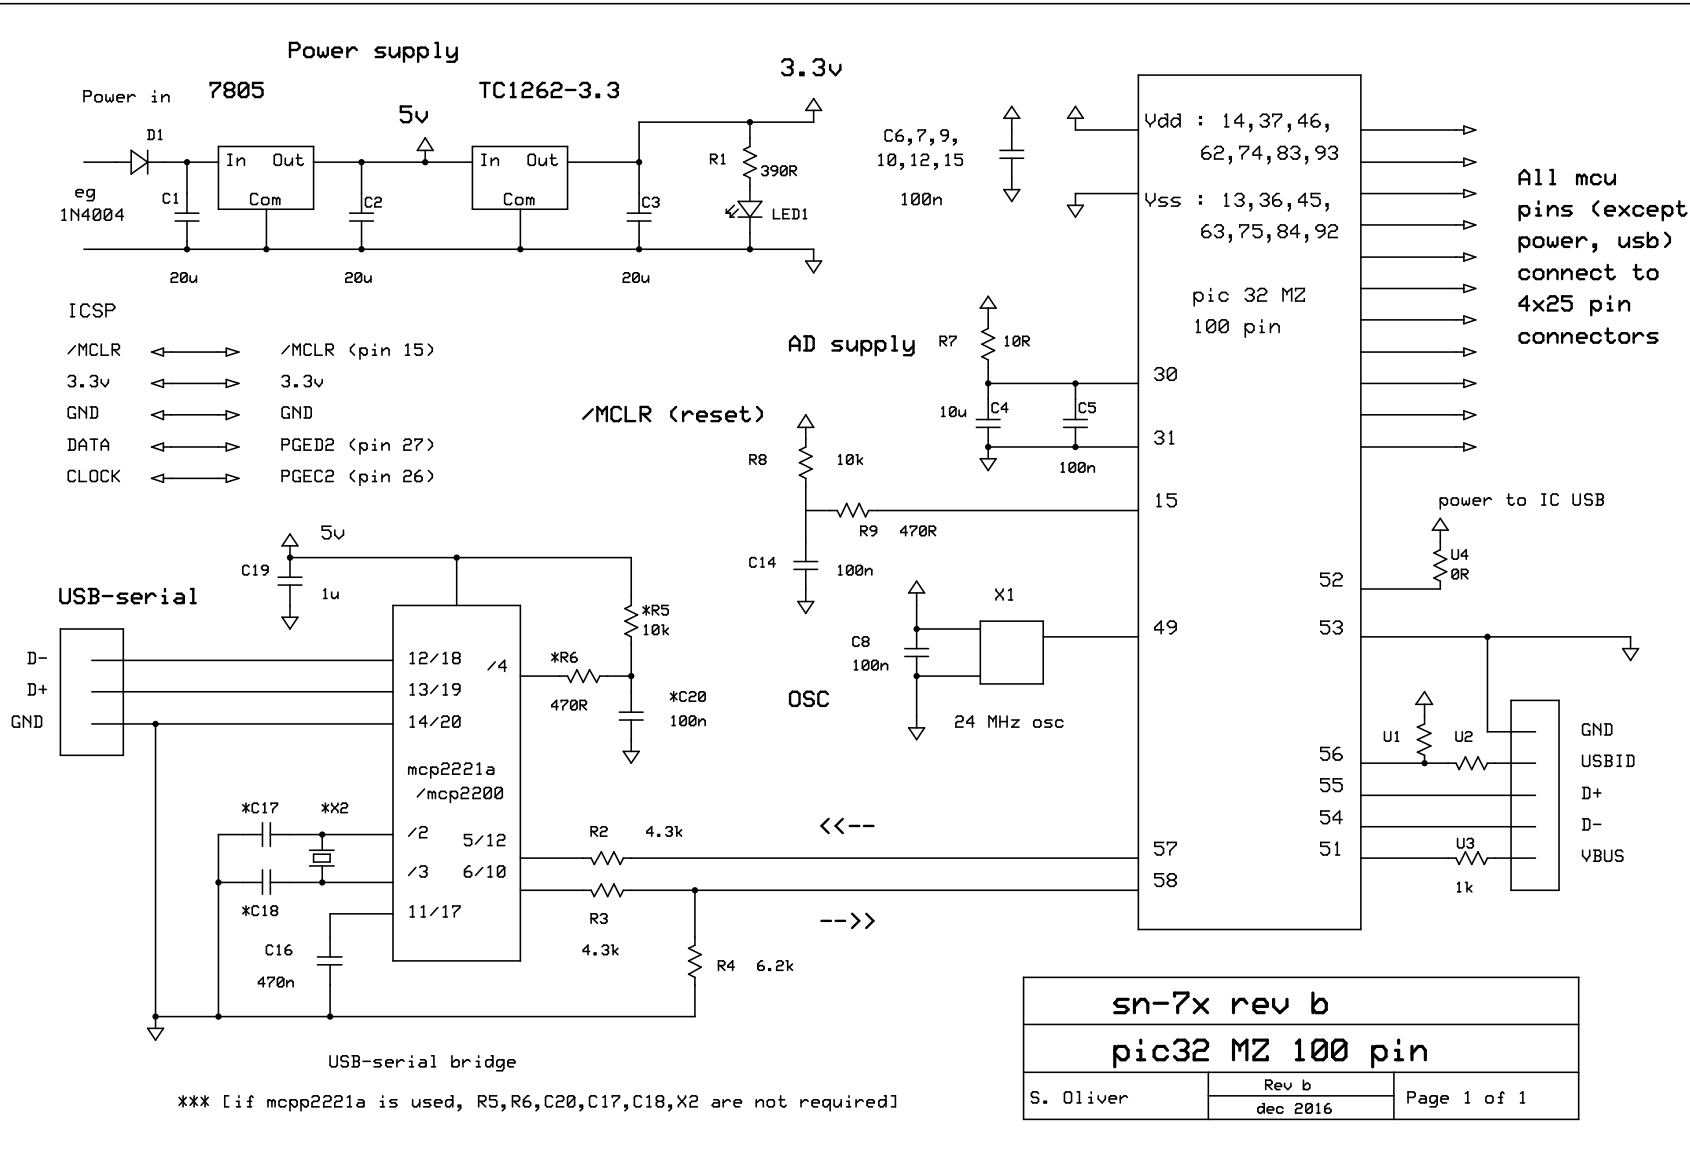 Power supply
Power in
7805
TC1262-3.3
3.3v
5v
D1
In Out
Com
In Out
Com
eg
1N4004
C1
C2
C3
R1
390R
LED1
20u
20u
20u
C6,7,9,
10,12,15
100n
Vdd : 14,37,46,
62,74,83,93
Vss : 13,36,45,
63,75,84,92
pic 32 MZ
100 pin
All mcu
pins (except
power, usb)
connect to
4x25 pin
connectors
ICSP
/MCLR /MCLR (pin 15)
3.3v 3.3v
GND GND
DATA PGED2 (pin 27)
CLOCK PGEC2 (pin 26)
AD supply
R7 10R
30
10u C4 C5
31
100n
/MCLR (reset)
R8 10k
15
R9 470R
C14 100n
power to IC USB
U4
0R
52
53
X1
49
C8
100n
OSC
24 MHz osc
5v
C19
1u
USB-serial
D-
D+
GND
12/18
13/19
14/20
/4
*R5
10k
*R6
470R
*C20
100n
mcp2221a
/mcp2200
*C17 *X2
/2
5/12
/3
6/10
*C18
11/17
C16
470n
R2 4.3k
<<--
57
58
R3
4.3k
-->>
R4 6.2k
U1 U2
56
55
54
51
U3
1k
GND
USBID
D+
D-
VBUS
USB-serial bridge
*** [if mcpp2221a is used, R5,R6,C20,C17,C18,X2 are not required]
sn-7x rev b
pic32 MZ 100 pin
S. Oliver
Rev b
dec 2016
Page 1 of 1